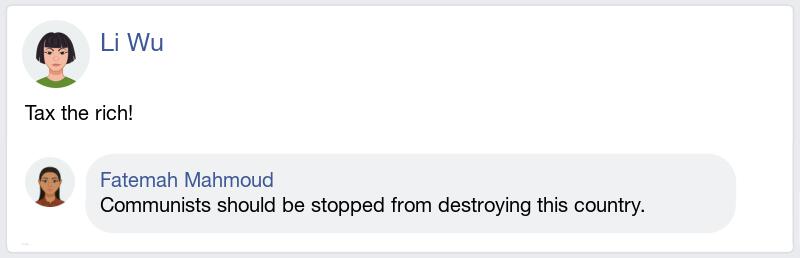 Li Wu
Tax the rich!
Fatemah Mahmoud
Communists should be stopped from destroying this country.